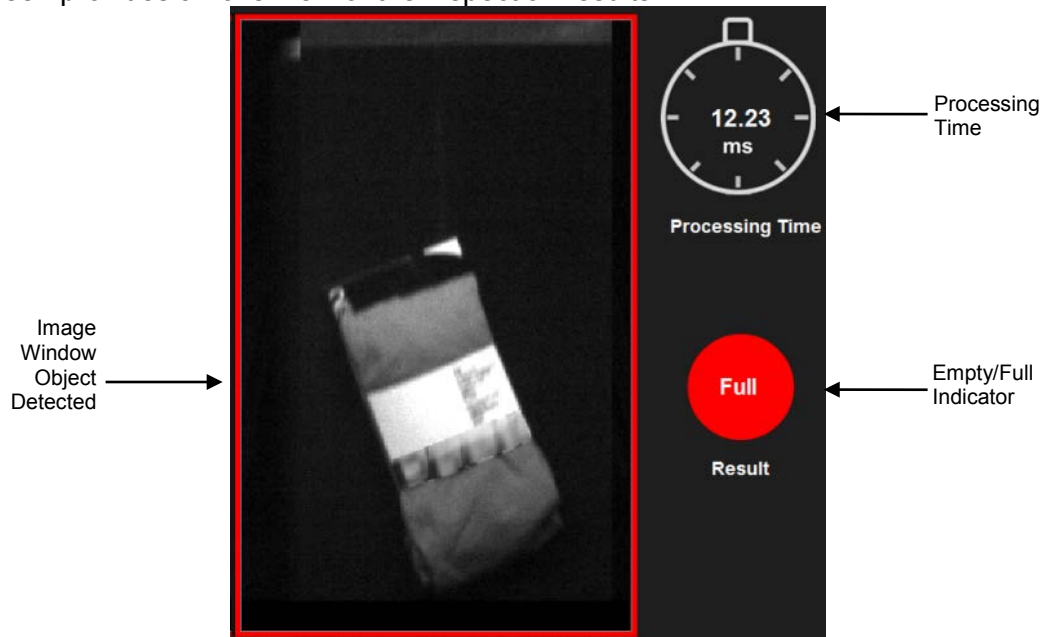 12.23
ms
Processing
Time
Processing Time
Image
Window
Object
Detected
Full
Empty/Full
Indicator
Result